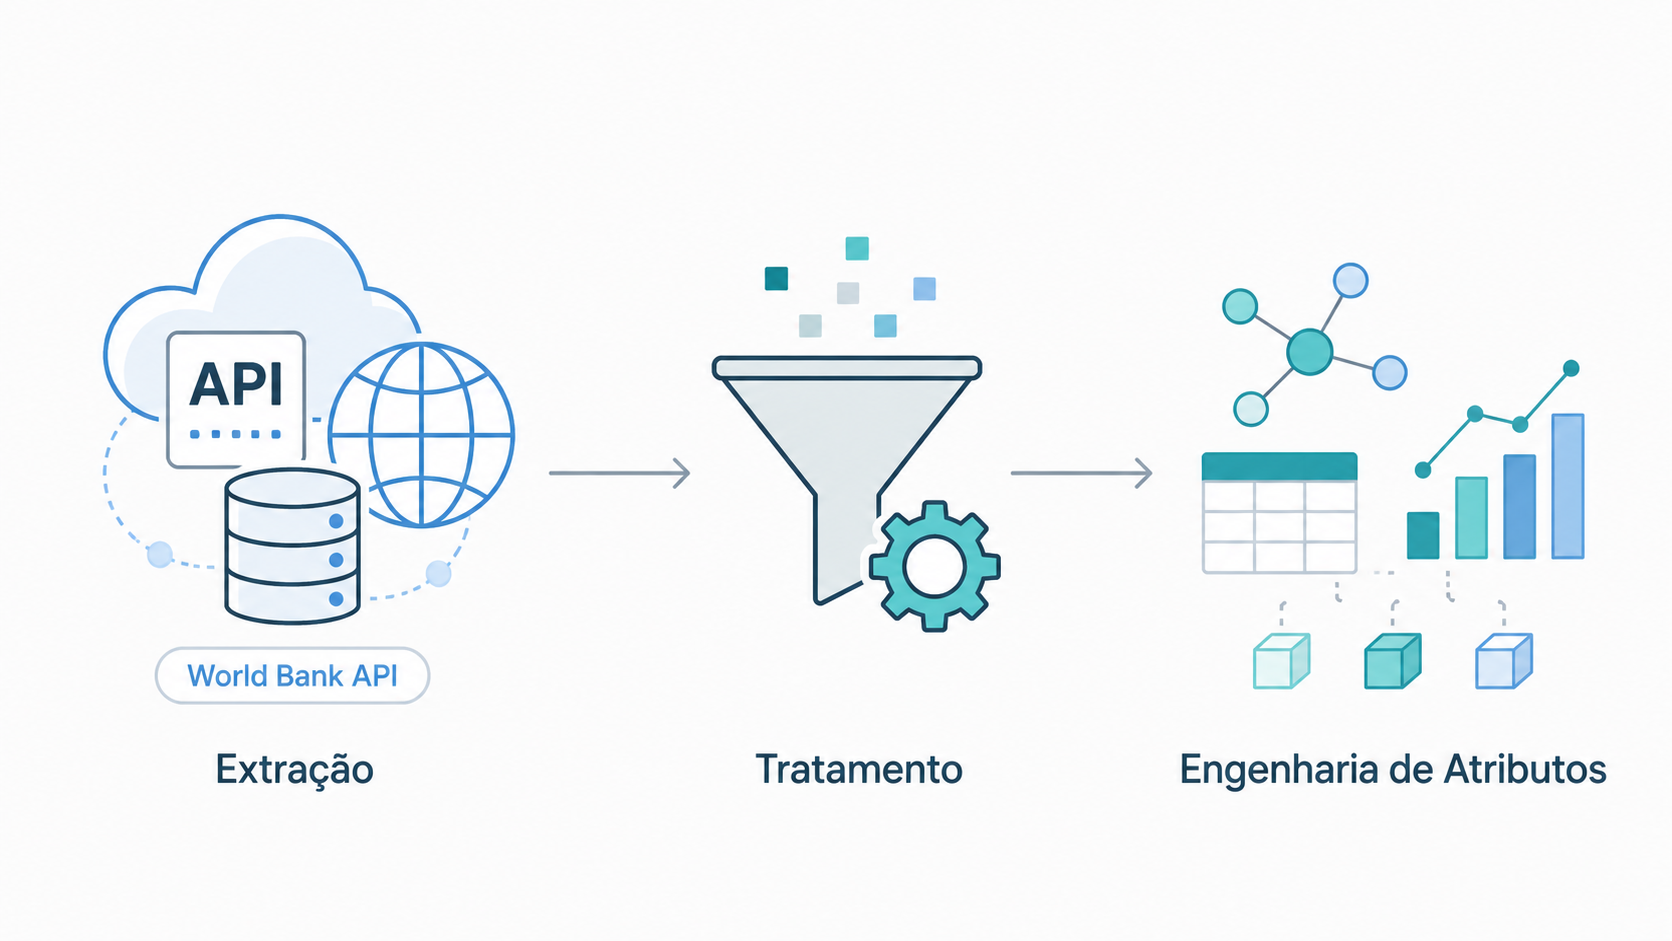 API
World Bank API
Extração
Tratamento
Engenharia de Atributos